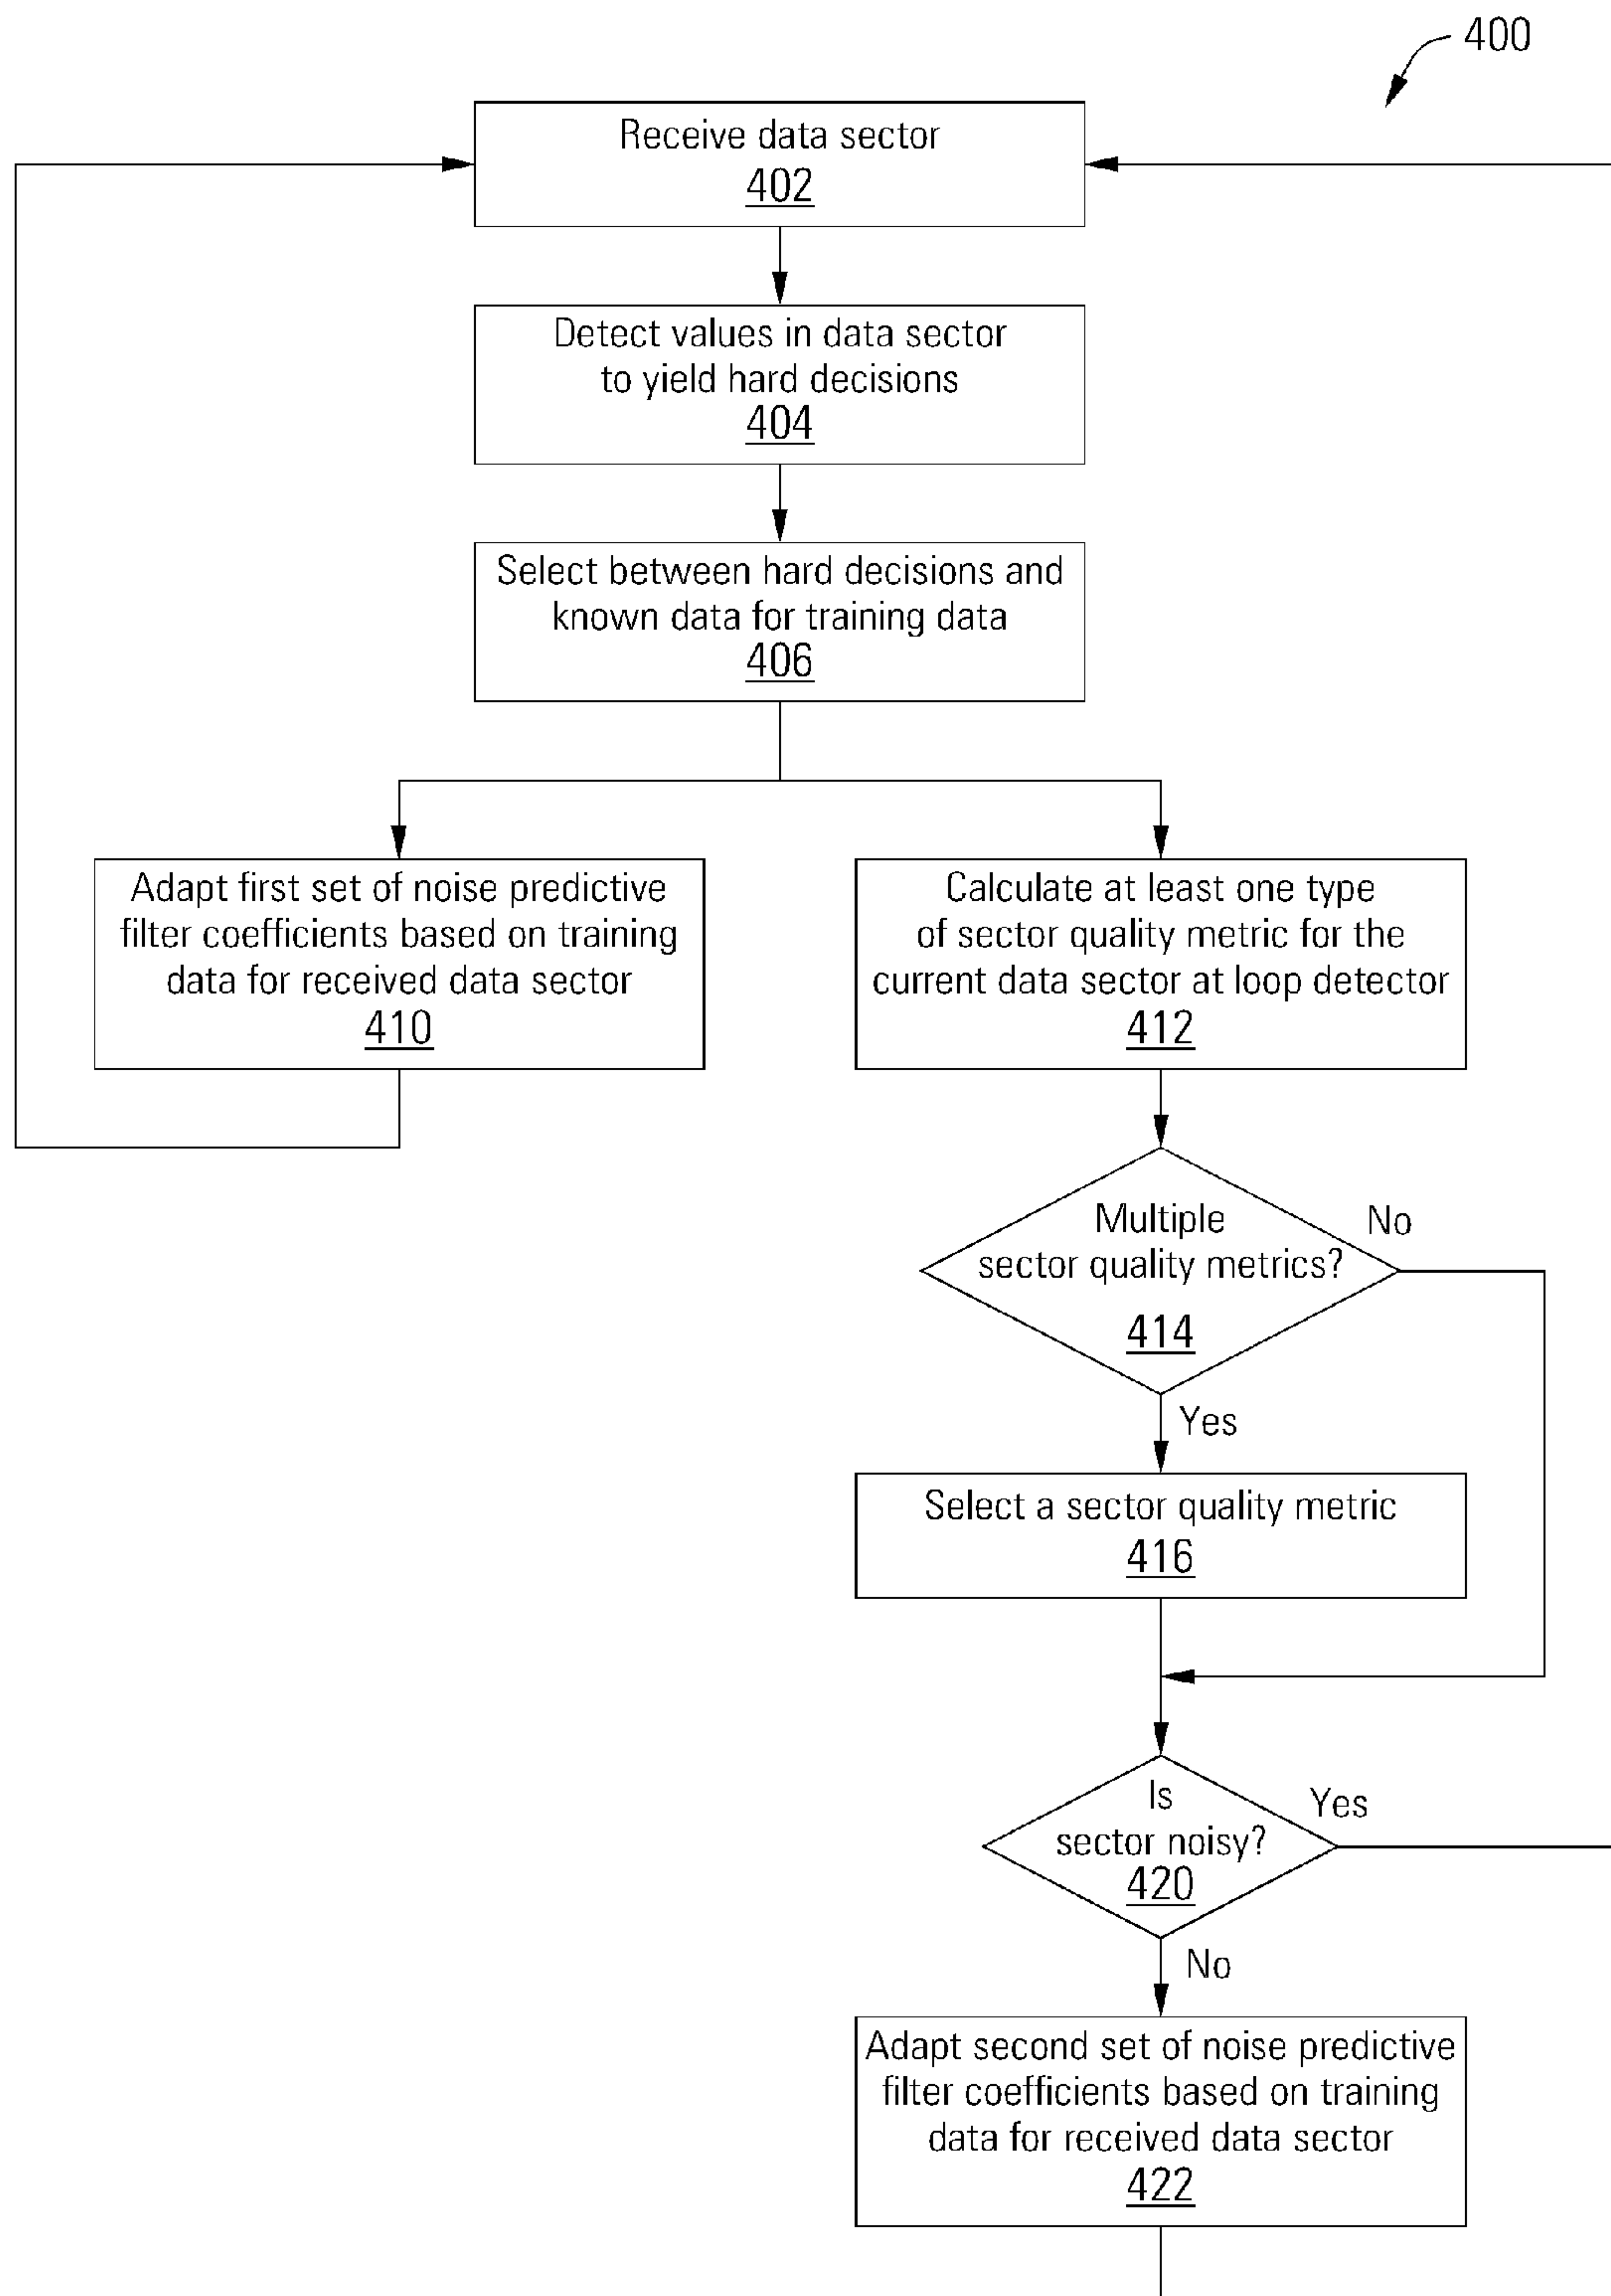 400
Receive data sector
402
Detect values in data sector
to yield hard decisions
404
Select between hard decisions and
known data for training data
406
Adapt first set of noise predictive
filter coefficients based on training
data for received data sector
410
Calculate at least one type
of sector quality metric for the
current data sector at loop detector
412
Multiple
sector quality metrics?
414
No
Yes
Select a sector quality metric
416
Is
sector noisy?
420
Yes
No
Adapt second set of noise predictive
filter coefficients based on training
data for received data sector
422